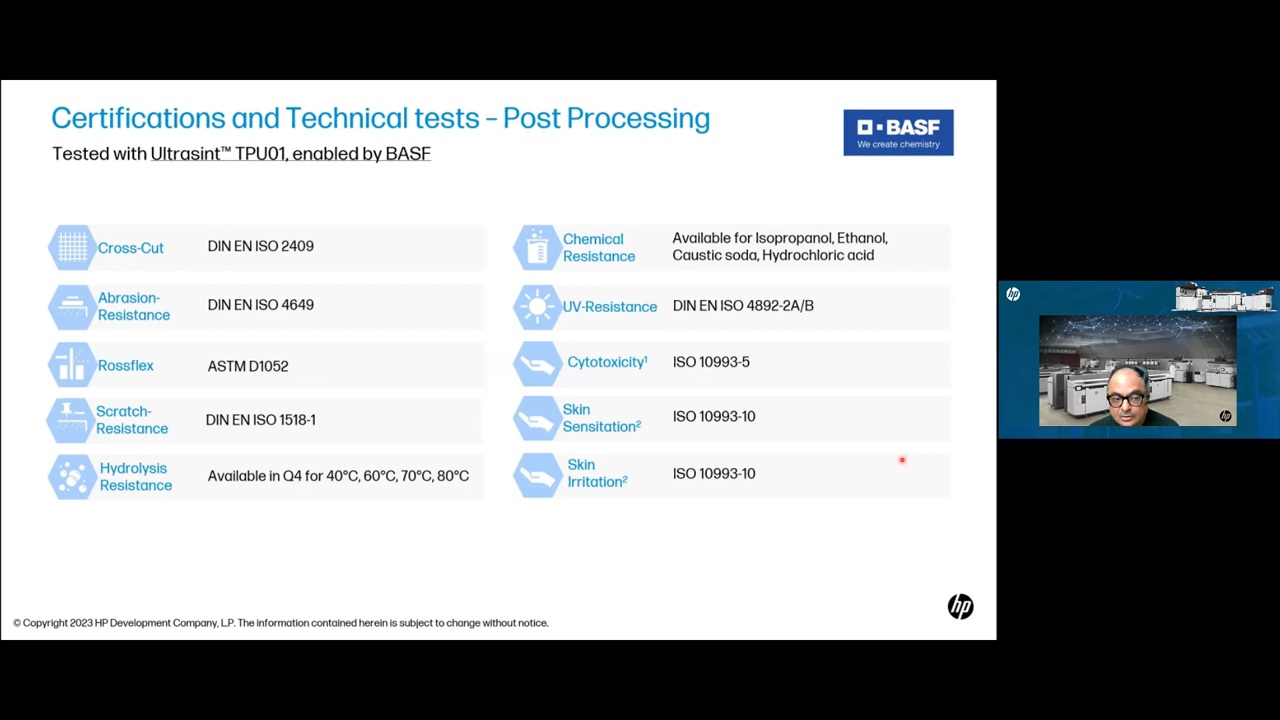 Certifications and Technical tests – Post Processing
Tested with Ultrasint™ TPU01, enabled by BASF
BASF
We create chemistry
Cross-Cut
DIN EN ISO 2409
Abrasion-
Resistance
DIN EN ISO 4649
Rossflex
ASTM D1052
Scratch-
Resistance
DIN EN ISO 1518-1
Hydrolysis
Resistance
Available in Q4 for 40°C, 60°C, 70°C, 80°C
Chemical
Resistance
Available for Isopropanol, Ethanol,
Caustic soda, Hydrochloric acid
UV-Resistance
DIN EN ISO 4892-2A/B
Cytotoxicity¹
ISO 10993-5
Skin
Sensitation²
ISO 10993-10
Skin
Irritation²
ISO 10993-10
hp
© Copyright 2023 HP Development Company, L.P. The information contained herein is subject to change without notice.
hp
hp